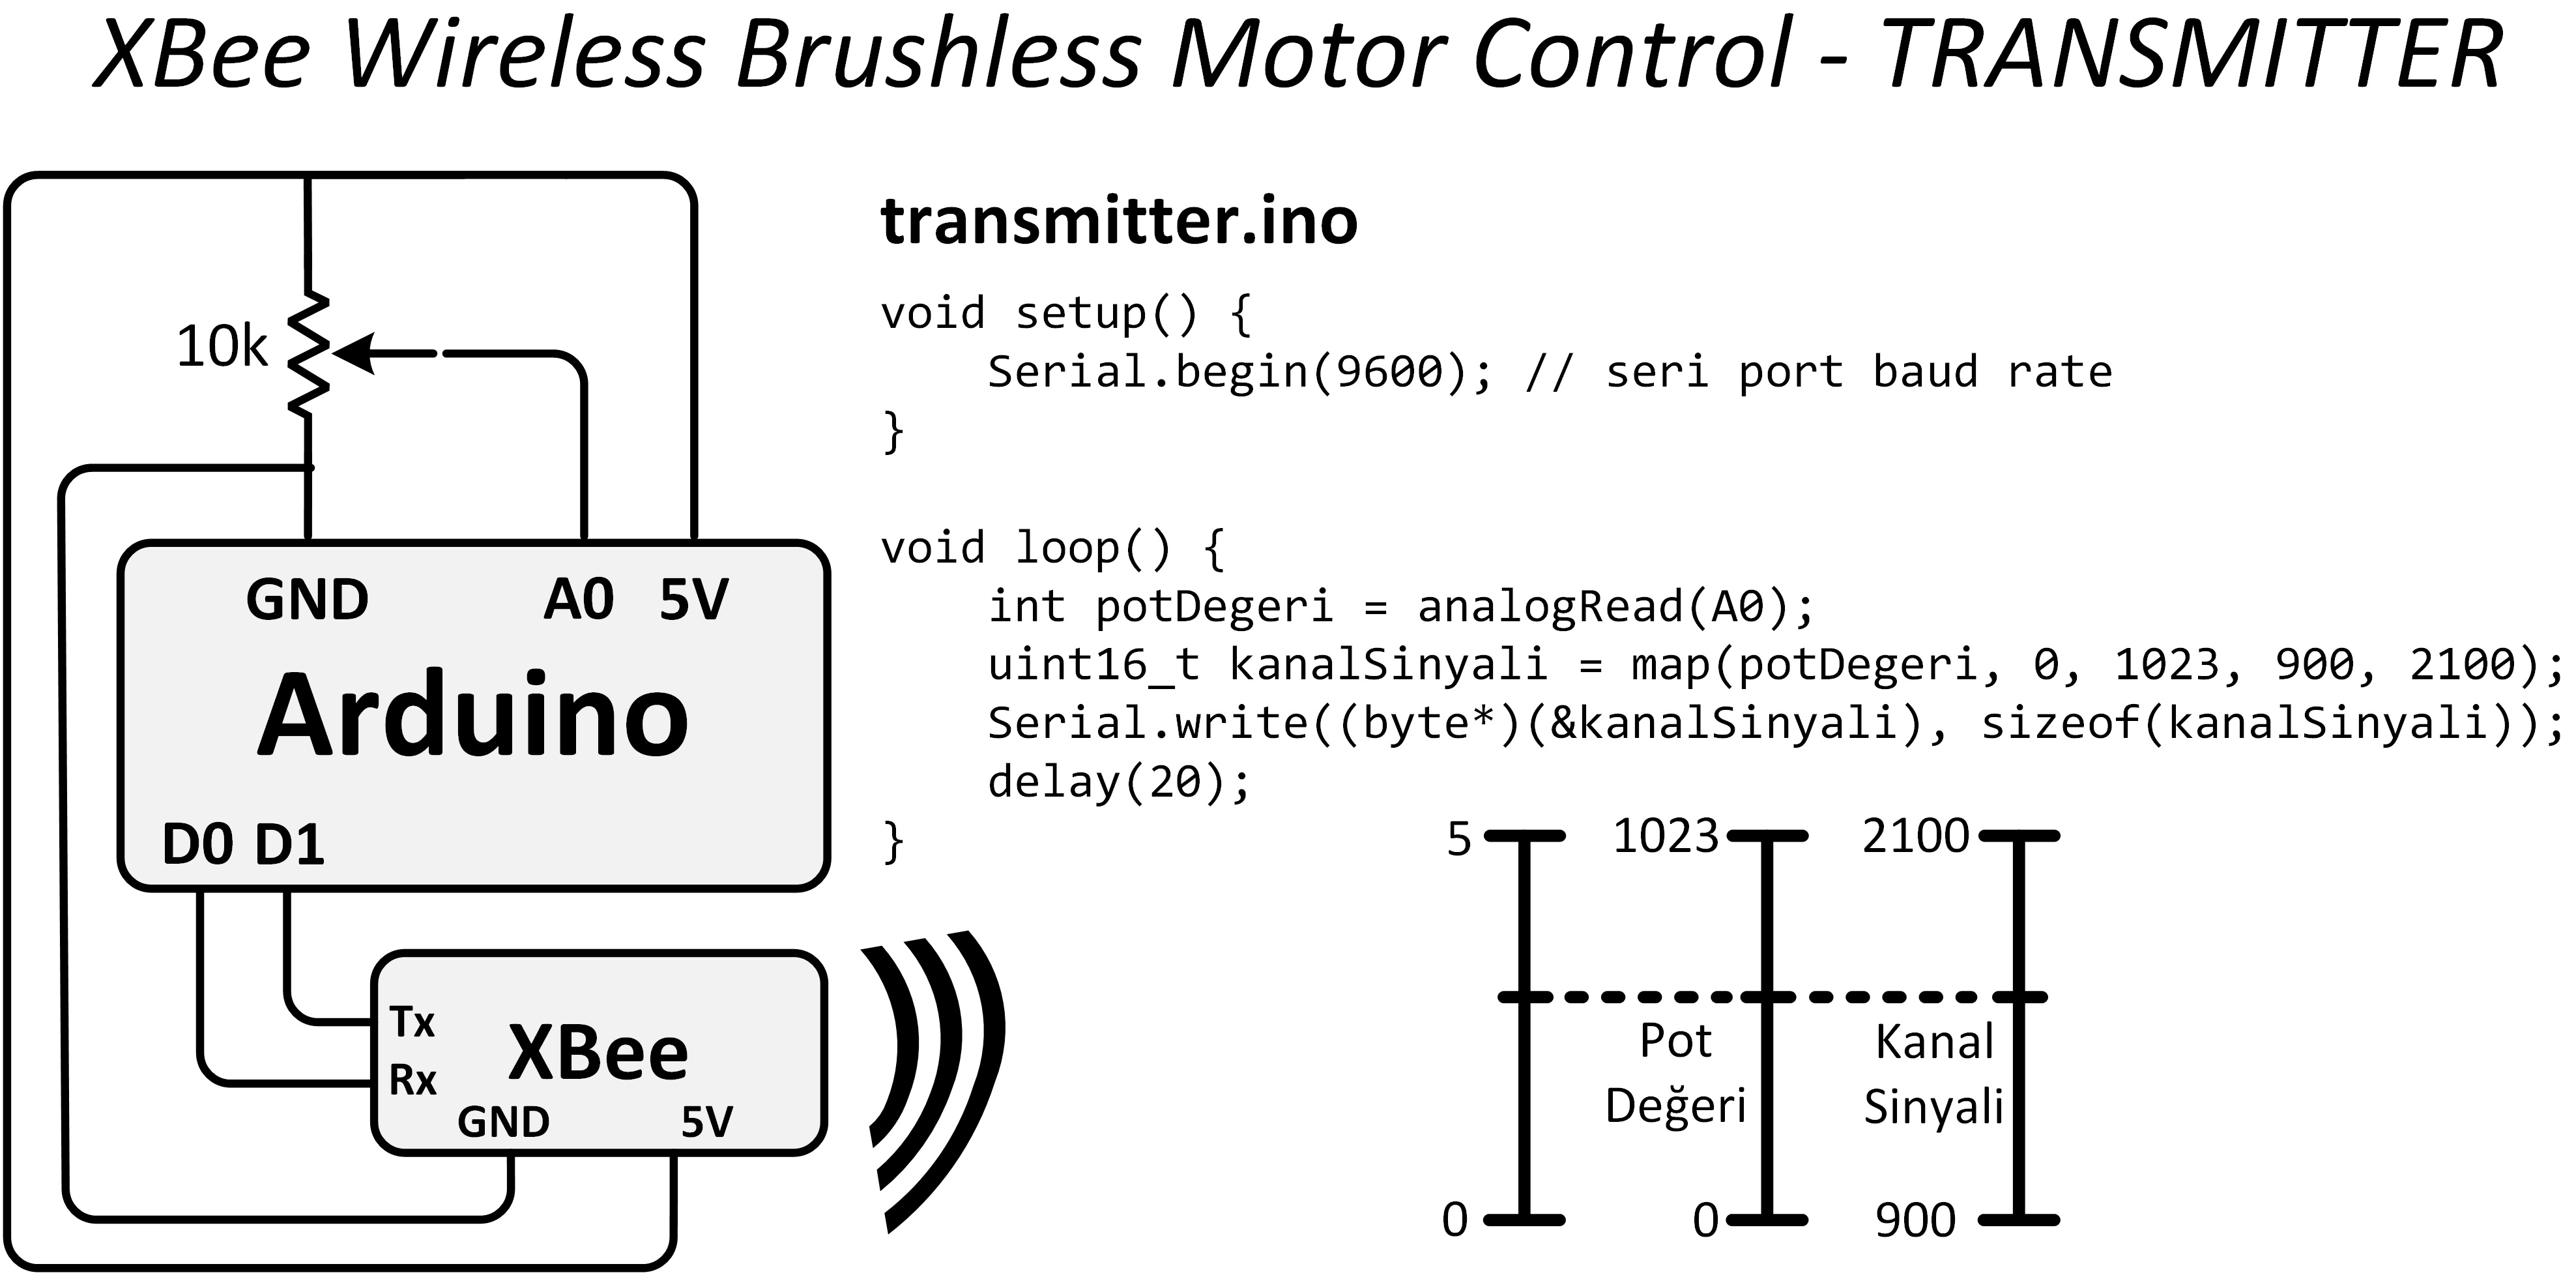 XBee Wireless Brushless Motor Control - TRANSMITTER
10k
GND A0 5V
Arduino
D0 D1
Tx
Rx
XBee
GND 5V
transmitter.ino
void setup() {
    Serial.begin(9600); // seri port baud rate
}
void loop() {
    int potDegeri = analogRead(A0);
    uint16_t kanalSinyali = map(potDegeri, 0, 1023, 900, 2100);
    Serial.write((byte*)(&kanalSinyali), sizeof(kanalSinyali));
    delay(20);
}
5 1023 2100
Pot
Değeri
Kanal
Sinyali
0 0 900